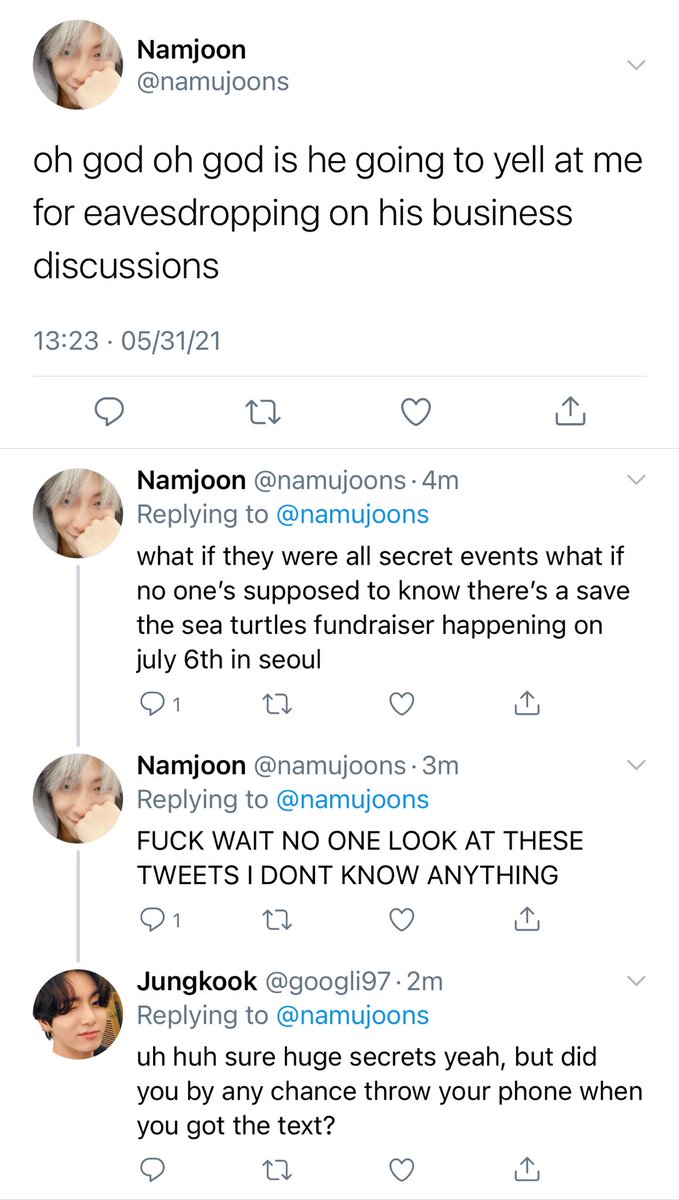 Namjoon
@namujoons
oh god oh god is he going to yell at me
for eavesdropping on his business
discussions
13:23 · 05/31/21
Namjoon @namujoons · 4m
Replying to @namujoons
what if they were all secret events what if
no one’s supposed to know there’s a save
the sea turtles fundraiser happening on
july 6th in seoul
1
Namjoon @namujoons · 3m
Replying to @namujoons
FUCK WAIT NO ONE LOOK AT THESE
TWEETS I DONT KNOW ANYTHING
1
Jungkook @googli97 · 2m
Replying to @namujoons
uh huh sure huge secrets yeah, but did
you by any chance throw your phone when
you got the text?